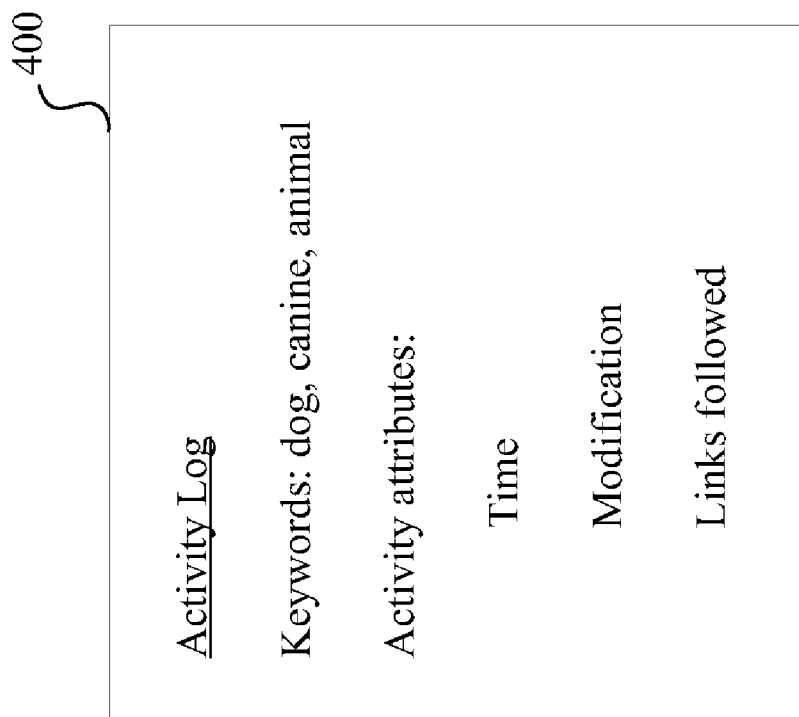 400
Activity Log
Keywords: dog, canine, animal
Activity attributes:
Time
Modification
Links followed